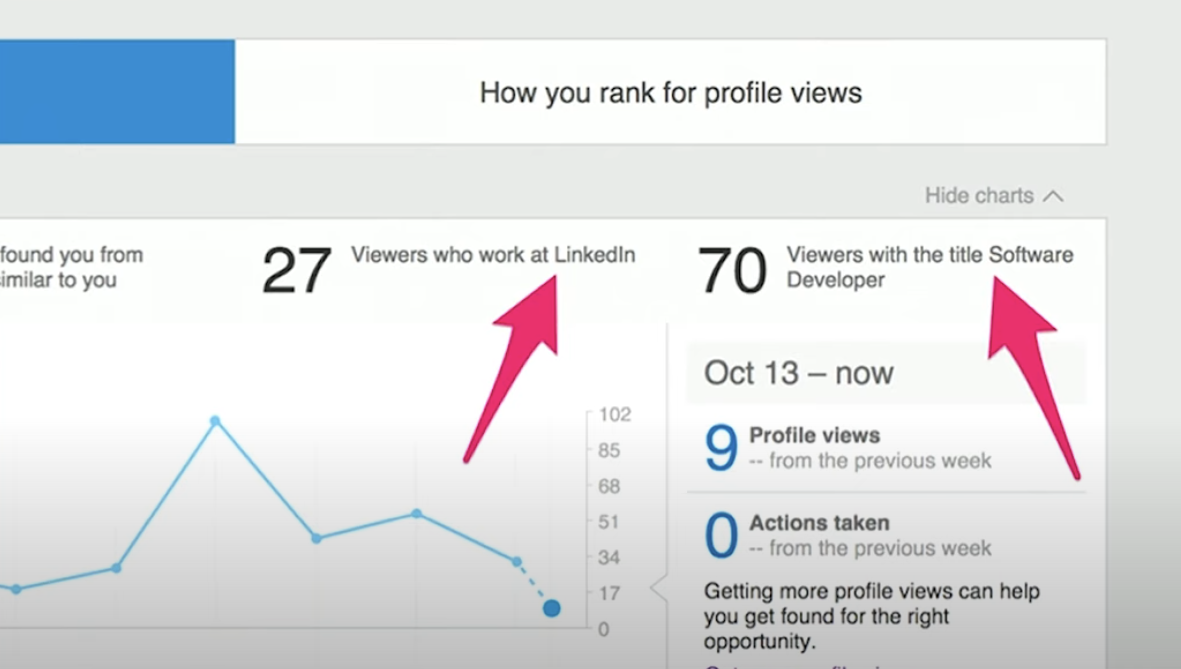 How you rank for profile views
Hide charts
found you from
similar to you
27
Viewers who work at LinkedIn
70
Viewers with the title Software
Developer
102
85
68
51
34
17
0
Oct 13 – now
9
Profile views
-- from the previous week
0
Actions taken
-- from the previous week
Getting more profile views can help
you get found for the right
opportunity.